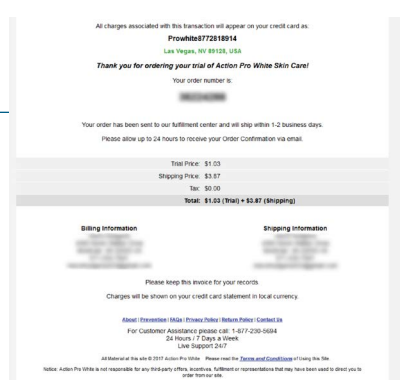 All charges associated with this transaction will appear on your credit card as.
Prowhite8772818914
Las Vegas, NV 89128, USA
Thank you for ordering your trial of Action Pro White Skin Care!
Your order number is:
Your order has been sent to our fulfillment center and will ship within 1-2 business days.
Please allow up to 24 hours to receive your Order Confirmation via email.
Trial Price: $1.03
Shipping Price: $3.87
Tax: $0.00
Total: $1.03 (Trial) + $3.87 (Shipping)
Billing Information
Shipping Information
Please keep this invoice for your records.
Charges will be shown on your credit card statement in local currency.
About | Prevention | FAQs | Privacy Policy | Return Policy | Contact Us
For Customer Assistance please call: 1-877-230-5694
24 Hours / 7 Days a Week
Live Support 24/7
All Material at this site © 2017 Action Pro White Please read the Terms and Conditions of Using this Site.
Notice: Action Pro White is not responsible for any third-party offers, incentives, fulfillment or representations that may have been used to direct you to
order from our site.